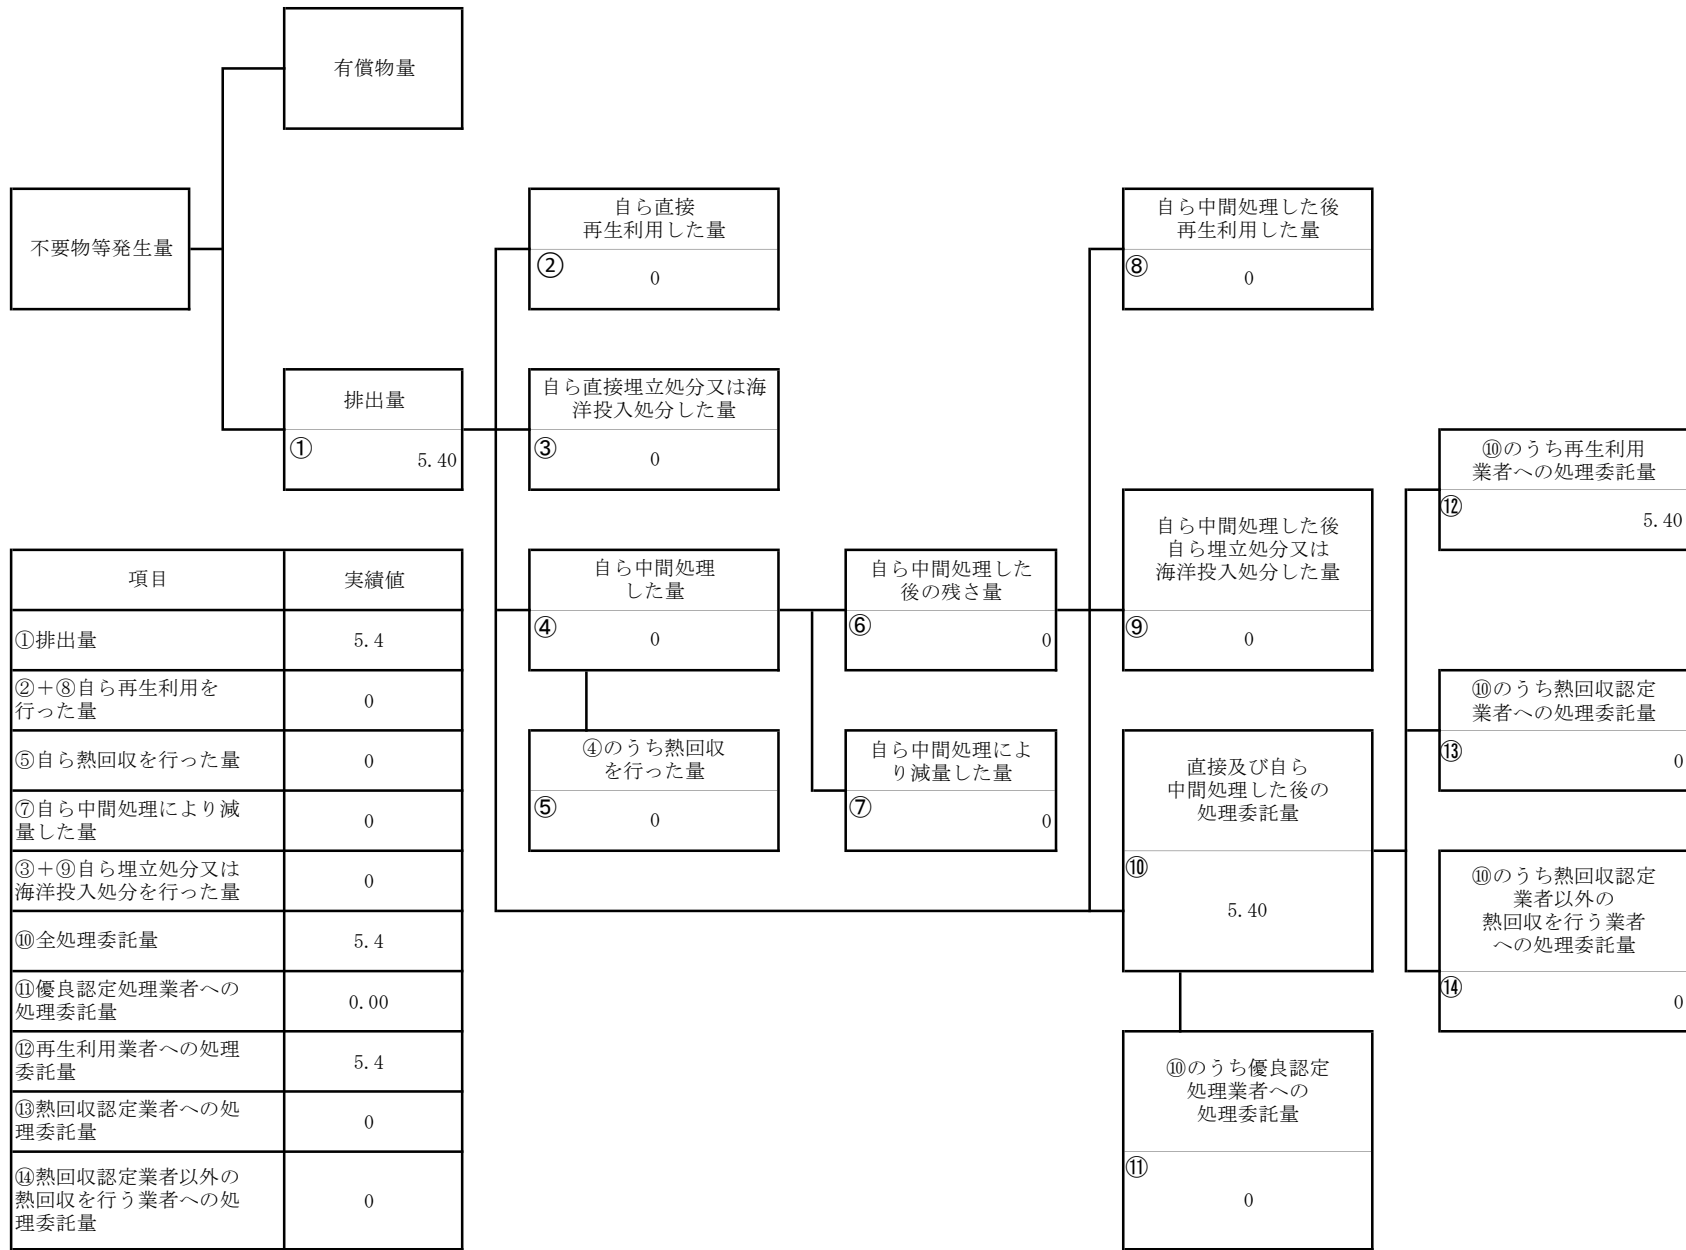 有償物量
不要物等発生量
排出量
①
5.40
自ら直接
再生利用した量
②
0
自ら直接埋立処分又は海
洋投入処分した量
③
0
自ら中間処理
した量
④
0
④のうち熱回収
を行った量
⑤
0
自ら中間処理した
後の残さ量
⑥
0
自ら中間処理によ
り減量した量
⑦
0
自ら中間処理した後
再生利用した量
⑧
0
自ら中間処理した後
自ら埋立処分又は
海洋投入処分した量
⑨
0
直接及び自ら
中間処理した後の
処理委託量
⑩
5.40
⑩のうち優良認定
処理業者への
処理委託量
⑪
0
⑩のうち再生利用
業者への処理委託量
⑫
5.40
⑩のうち熱回収認定
業者への処理委託量
⑬
0
⑩のうち熱回収認定
業者以外の
熱回収を行う業者
への処理委託量
⑭
0
項目 実績値
①排出量 5.4
②+⑧自ら再生利用を
行った量 0
⑤自ら熱回収を行った量 0
⑦自ら中間処理により減
量した量 0
③+⑨自ら埋立処分又は
海洋投入処分を行った量 0
⑩全処理委託量 5.4
⑪優良認定処理業者への
処理委託量 0.00
⑫再生利用業者への処理
委託量 5.4
⑬熱回収認定業者への処
理委託量 0
⑭熱回収認定業者以外の
熱回収を行う業者への処
理委託量 0